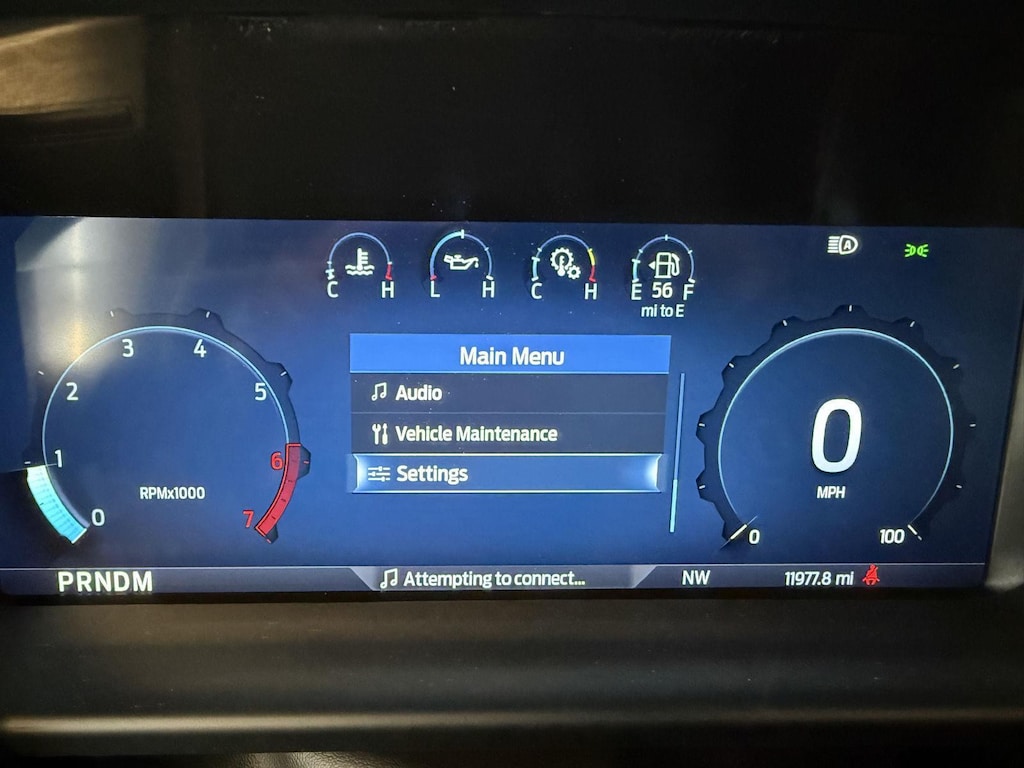 C H
L H
C H
E 56 F
mi to E
A
Main Menu
Audio
Vehicle Maintenance
Settings
0
1
2
3
4
5
6
7
RPMx1000
0
MPH
0
100
PRNDM
Attempting to connect...
NW
11977.8 mi